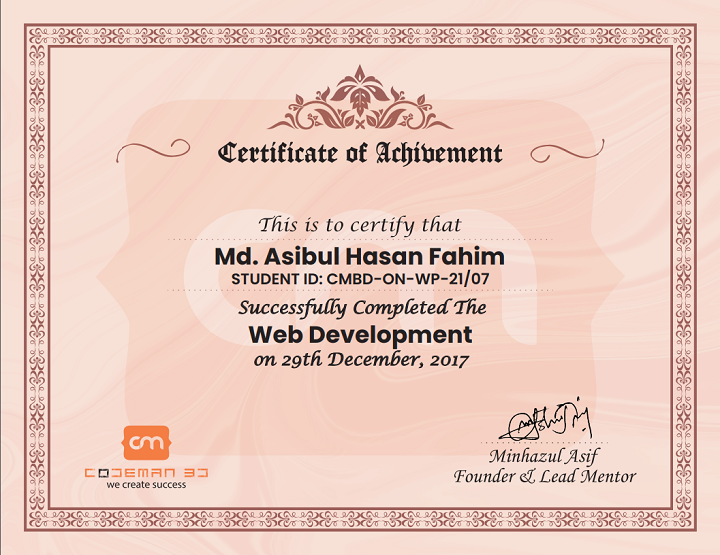 Certificate of Achivement
This is to certify that
Md. Asibul Hasan Fahim
STUDENT ID: CMBD-ON-WP-21/07
Successfully Completed The
Web Development
on 29th December, 2017
cm
CODEMAN BD
we create success
Minhazul Asif
Founder & Lead Mentor